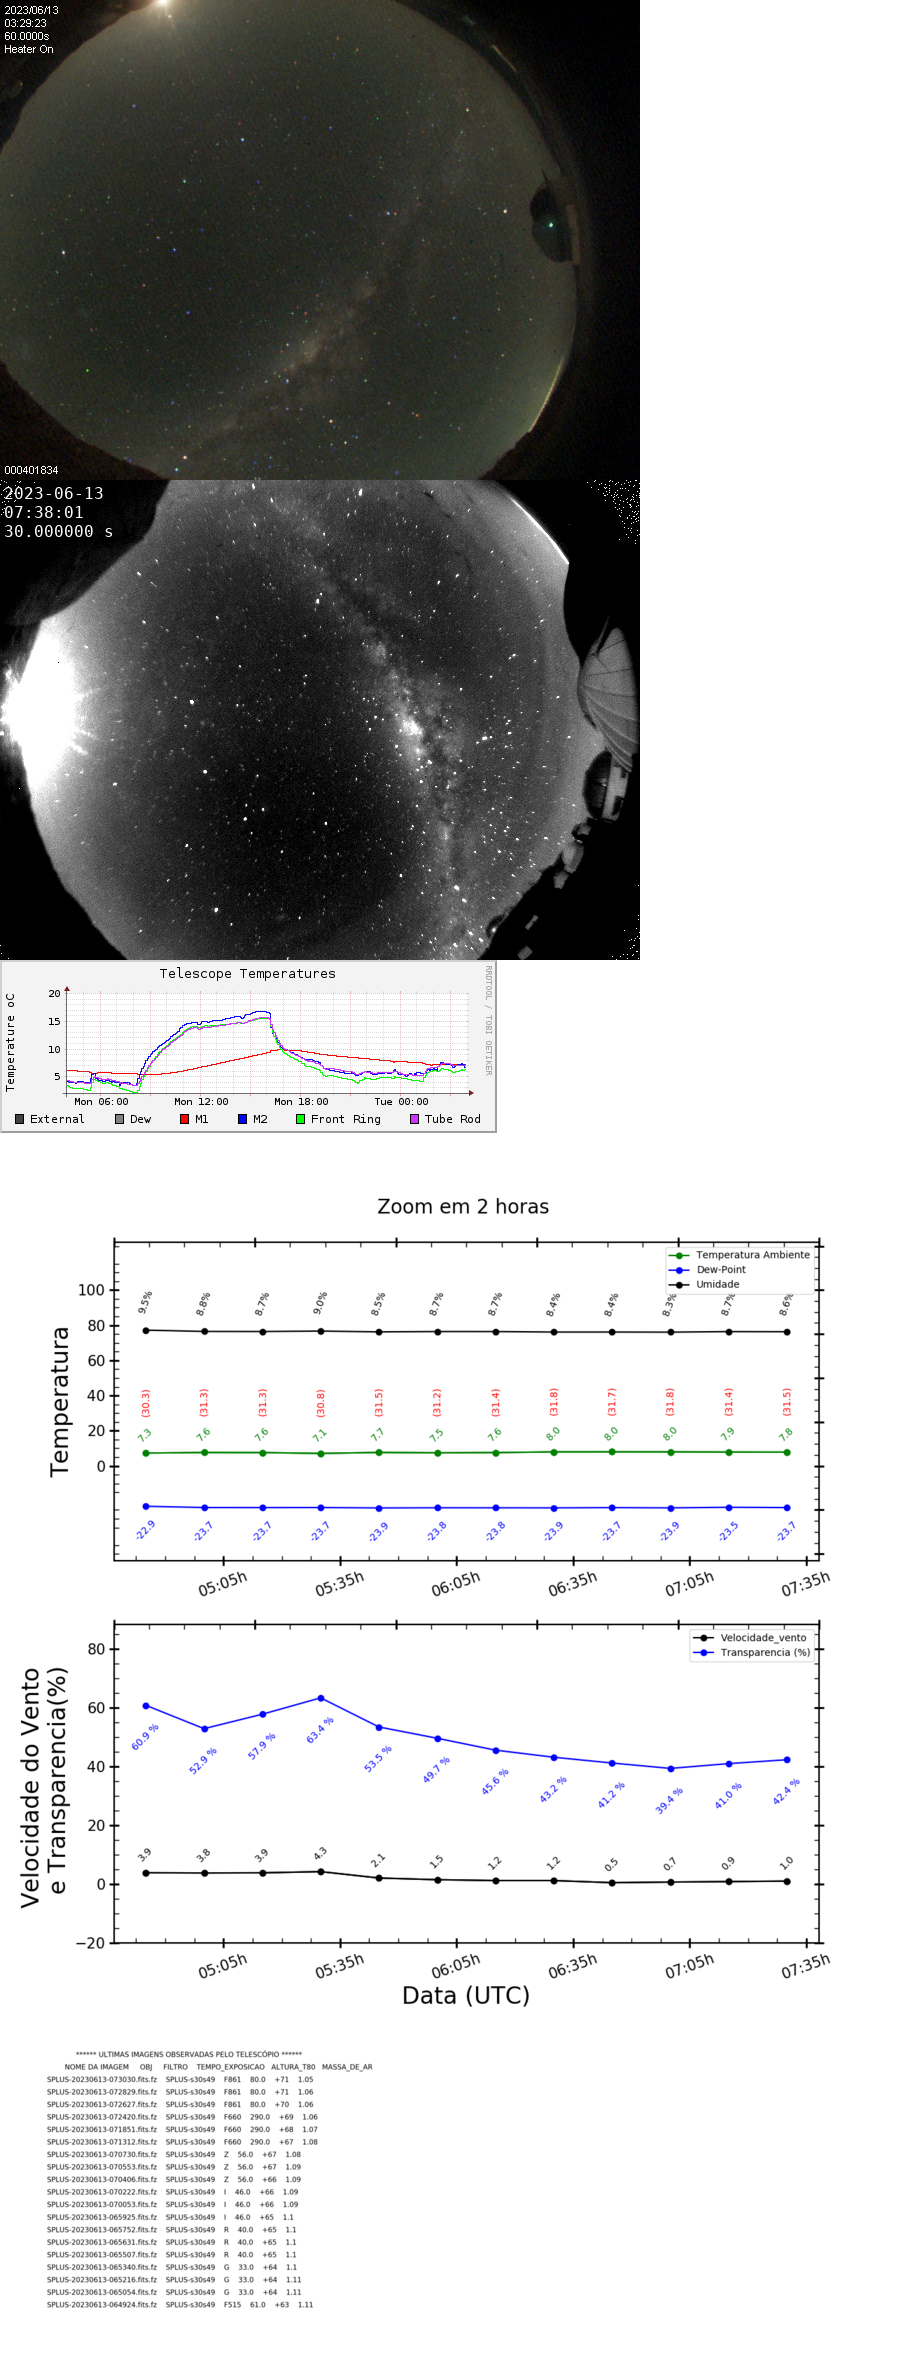 2023/06/13
03:29:23
60.0000s
Heater On
000401834
2023-06-13
07:38:01
30.000000 s
Telescope Temperatures
RRDTOOL / TOBI OETIKER
Temperature oC
20
15
10
5
Mon 06:00 Mon 12:00 Mon 18:00 Tue 00:00
External Dew M1 M2 Front Ring Tube Rod
Zoom em 2 horas
Temperatura Ambiente
Dew-Point
Umidade
Temperatura
100
80
60
40
20
0
9.5% 8.8% 8.7% 9.0% 8.5% 8.7% 8.7% 8.4% 8.4% 8.3% 8.7% 8.6%
(30.3) (31.3) (31.3) (30.8) (31.5) (31.2) (31.4) (31.8) (31.7) (31.8) (31.4) (31.5)
7.3 7.6 7.6 7.1 7.7 7.5 7.6 8.0 8.0 8.0 7.9 7.8
-22.9 -23.7 -23.7 -23.7 -23.9 -23.8 -23.8 -23.9 -23.7 -23.9 -23.5 -23.7
05:05h 05:35h 06:05h 06:35h 07:05h 07:35h
Velocidade_vento
Transparencia (%)
Velocidade do Vento
e Transparencia(%)
80
60
40
20
0
−20
60.9 % 52.9 % 57.9 % 63.4 % 53.5 % 49.7 % 45.6 % 43.2 % 41.2 % 39.4 % 41.0 % 42.4 %
3.9 3.8 3.9 4.3 2.1 1.5 1.2 1.2 0.5 0.7 0.9 1.0
05:05h 05:35h 06:05h 06:35h 07:05h 07:35h
Data (UTC)
****** ULTIMAS IMAGENS OBSERVADAS PELO TELESCÓPIO ******
NOME DA IMAGEM OBJ FILTRO TEMPO_EXPOSICAO ALTURA_T80 MASSA_DE_AR
SPLUS-20230613-073030.fits.fz SPLUS-s30s49 F861 80.0 +71 1.05
SPLUS-20230613-072829.fits.fz SPLUS-s30s49 F861 80.0 +71 1.06
SPLUS-20230613-072627.fits.fz SPLUS-s30s49 F861 80.0 +70 1.06
SPLUS-20230613-072420.fits.fz SPLUS-s30s49 F660 290.0 +69 1.06
SPLUS-20230613-071851.fits.fz SPLUS-s30s49 F660 290.0 +68 1.07
SPLUS-20230613-071312.fits.fz SPLUS-s30s49 F660 290.0 +67 1.08
SPLUS-20230613-070730.fits.fz SPLUS-s30s49 Z 56.0 +67 1.08
SPLUS-20230613-070553.fits.fz SPLUS-s30s49 Z 56.0 +67 1.09
SPLUS-20230613-070406.fits.fz SPLUS-s30s49 Z 56.0 +66 1.09
SPLUS-20230613-070222.fits.fz SPLUS-s30s49 I 46.0 +66 1.09
SPLUS-20230613-070053.fits.fz SPLUS-s30s49 I 46.0 +66 1.09
SPLUS-20230613-065925.fits.fz SPLUS-s30s49 I 46.0 +65 1.1
SPLUS-20230613-065752.fits.fz SPLUS-s30s49 R 40.0 +65 1.1
SPLUS-20230613-065631.fits.fz SPLUS-s30s49 R 40.0 +65 1.1
SPLUS-20230613-065507.fits.fz SPLUS-s30s49 R 40.0 +65 1.1
SPLUS-20230613-065340.fits.fz SPLUS-s30s49 G 33.0 +64 1.1
SPLUS-20230613-065216.fits.fz SPLUS-s30s49 G 33.0 +64 1.11
SPLUS-20230613-065054.fits.fz SPLUS-s30s49 G 33.0 +64 1.11
SPLUS-20230613-064924.fits.fz SPLUS-s30s49 F515 61.0 +63 1.11